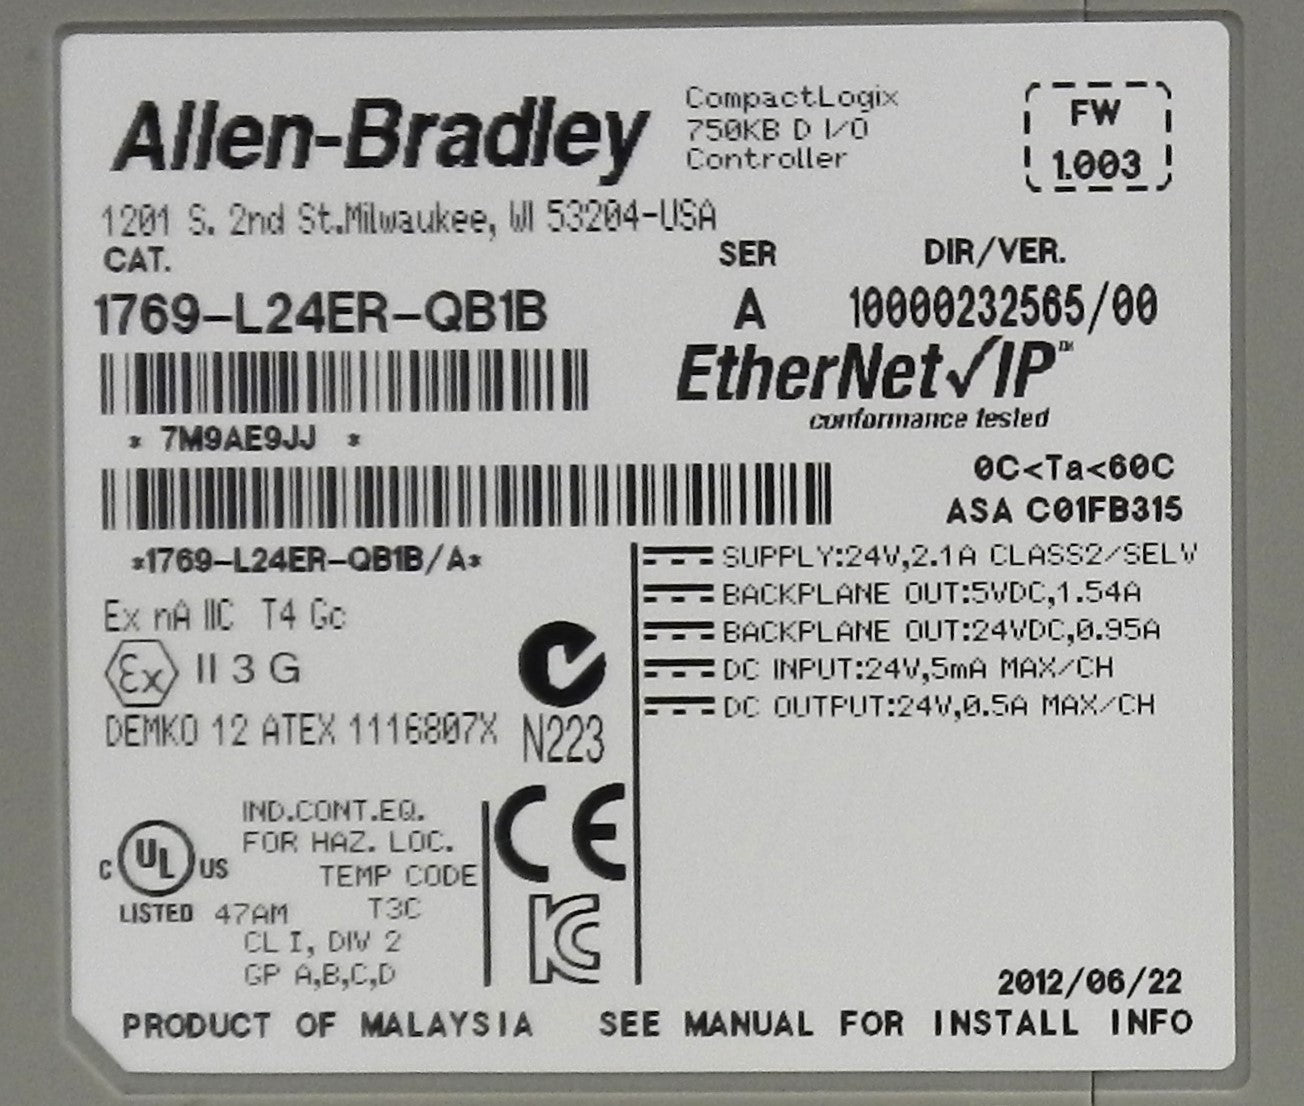 Allen-Bradley
CompactLogix
750KB D I/O
Controller
FW
1.003
1201 S. 2nd St.Milwaukee, WI 53204-USA
CAT.
SER
DIR/VER.
1769-L24ER-QB1B
A
10000232565/00
EtherNet/IP™
conformance tested
* 7M9AE9JJ *
0C<Ta<60C
ASA C01FB315
*1769-L24ER-QB1B/A*
SUPPLY:24V,2.1A CLASS2/SELV
BACKPLANE OUT:5VDC,1.54A
BACKPLANE OUT:24VDC,0.95A
DC INPUT:24V,5mA MAX/CH
DC OUTPUT:24V,0.5A MAX/CH
Ex nA IIC T4 Gc
Ex II 3 G
DEMKO 12 ATEX 1116807X
N223
IND.CONT.EQ.
FOR HAZ. LOC.
TEMP CODE
T3C
C UL US
LISTED 47AM
CL I, DIV 2
GP A,B,C,D
CE
KC
2012/06/22
PRODUCT OF MALAYSIA SEE MANUAL FOR INSTALL INFO